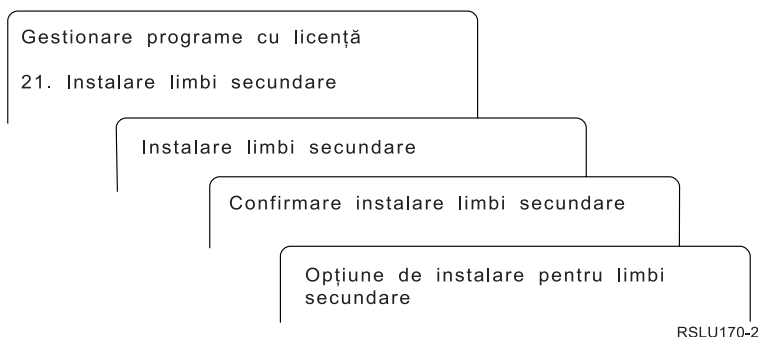 Gestionare programe cu licență
21. Instalare limbi secundare
Instalare limbi secundare
Confirmare instalare limbi secundare
Opțiune de instalare pentru limbi
secundare
RSLU170-2